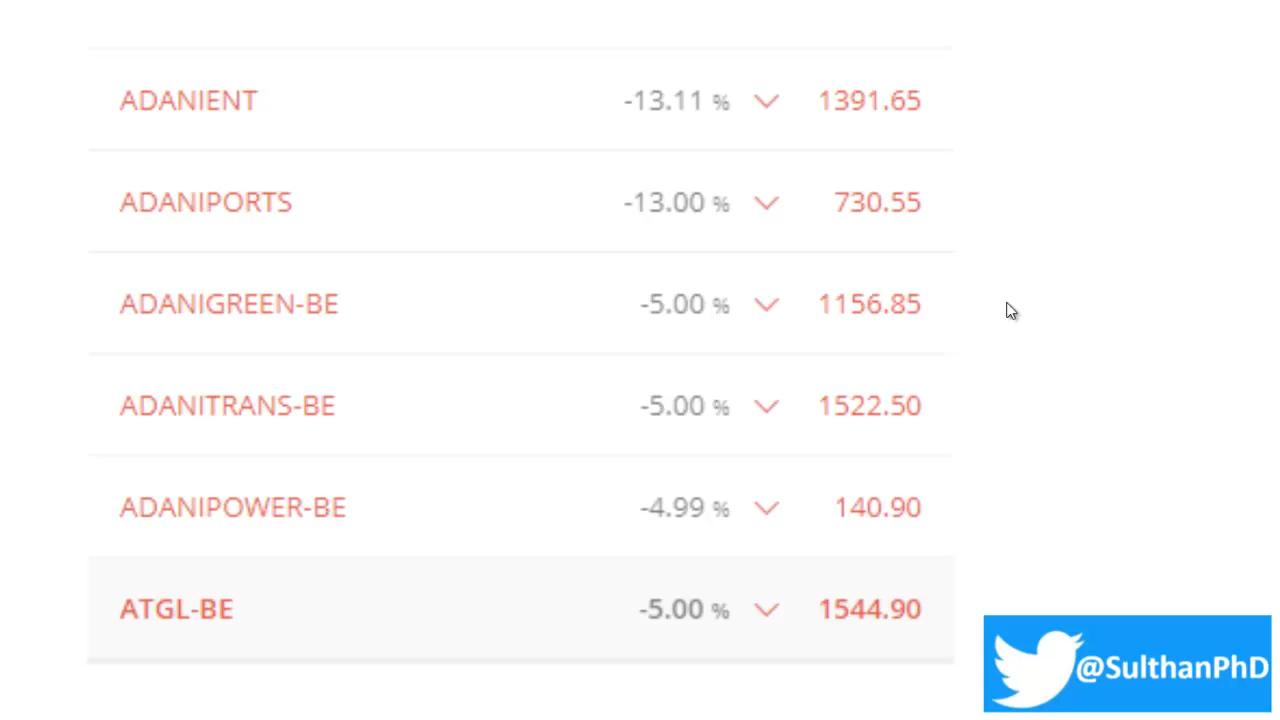 ADANIENT -13.11 % 1391.65
ADANIPORTS -13.00 % 730.55
ADANIGREEN-BE -5.00 % 1156.85
ADANITRANS-BE -5.00 % 1522.50
ADANIPOWER-BE -4.99 % 140.90
ATGL-BE -5.00 % 1544.90
@SulthanPhD